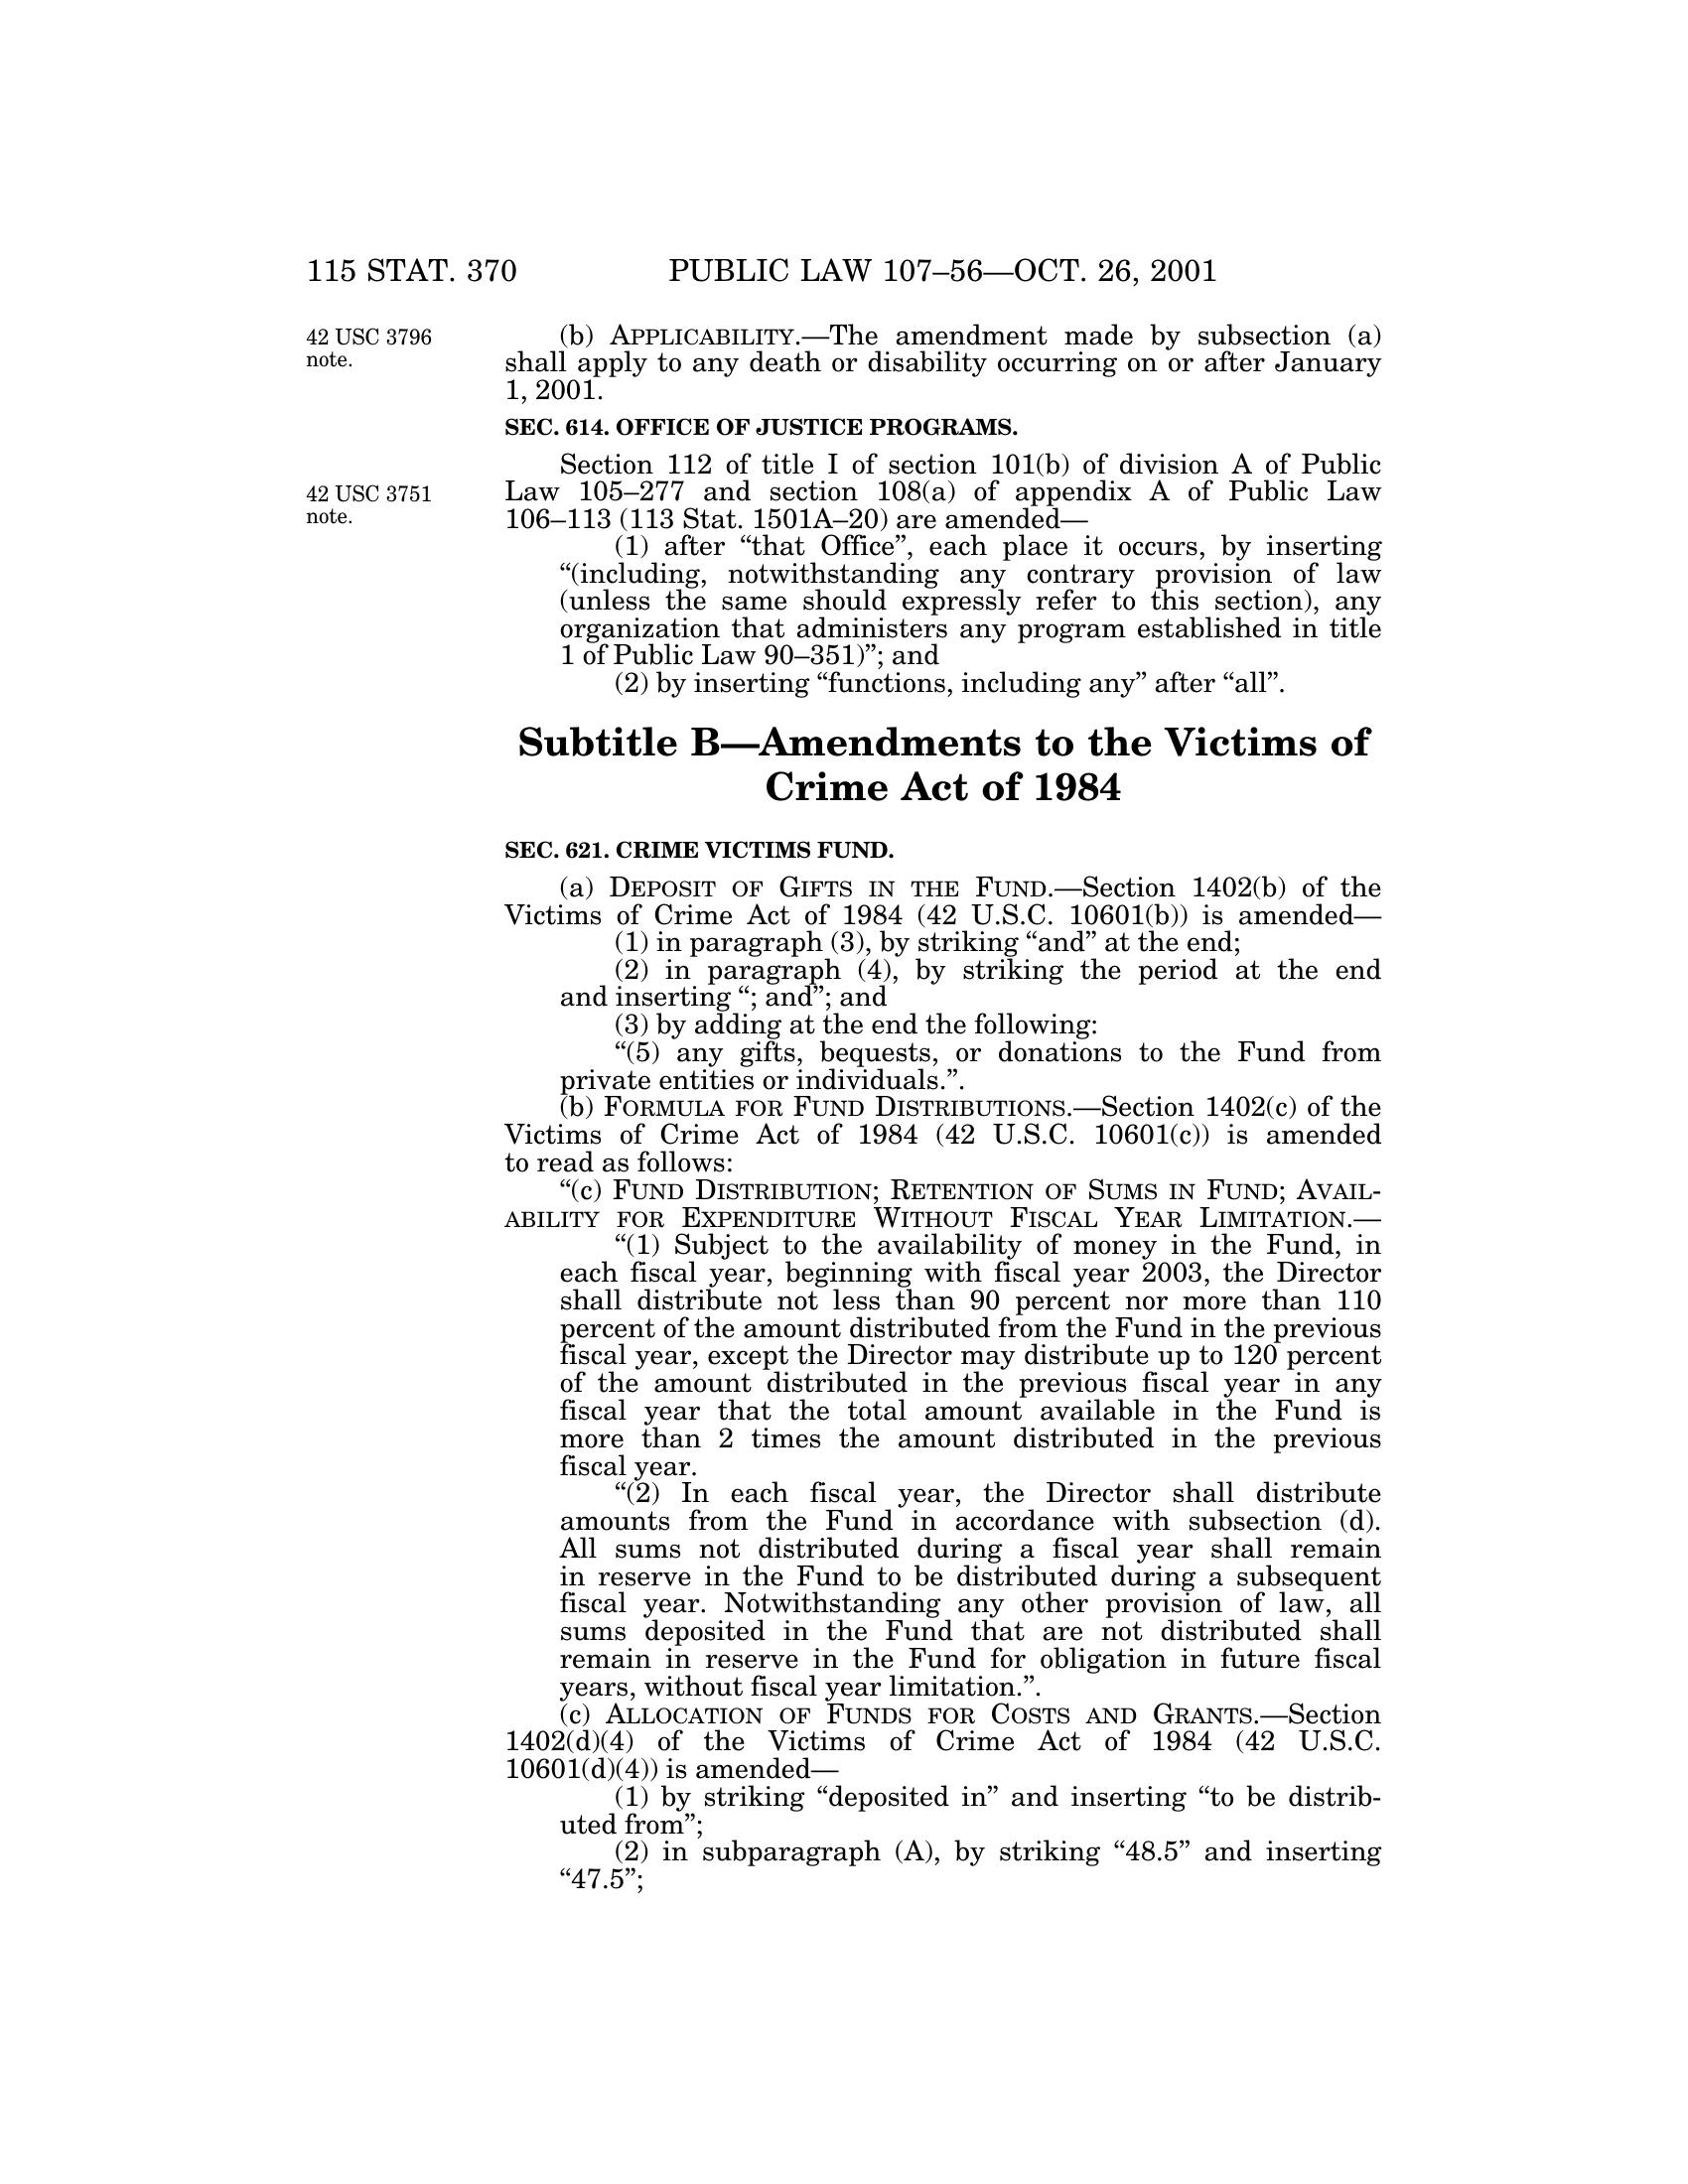 115 STAT. 370 PUBLIC LAW 107–56—OCT. 26, 2001
42 USC 3796
note.
(b) APPLICABILITY.—The amendment made by subsection (a)
shall apply to any death or disability occurring on or after January
1, 2001.
SEC. 614. OFFICE OF JUSTICE PROGRAMS.
42 USC 3751
note.
Section 112 of title I of section 101(b) of division A of Public
Law 105–277 and section 108(a) of appendix A of Public Law
106–113 (113 Stat. 1501A–20) are amended—
(1) after “that Office”, each place it occurs, by inserting
“(including, notwithstanding any contrary provision of law
(unless the same should expressly refer to this section), any
organization that administers any program established in title
1 of Public Law 90–351)”; and
(2) by inserting “functions, including any” after “all”.
Subtitle B—Amendments to the Victims of
Crime Act of 1984
SEC. 621. CRIME VICTIMS FUND.
(a) DEPOSIT OF GIFTS IN THE FUND.—Section 1402(b) of the
Victims of Crime Act of 1984 (42 U.S.C. 10601(b)) is amended—
(1) in paragraph (3), by striking “and” at the end;
(2) in paragraph (4), by striking the period at the end
and inserting “; and”; and
(3) by adding at the end the following:
“(5) any gifts, bequests, or donations to the Fund from
private entities or individuals.”.
(b) FORMULA FOR FUND DISTRIBUTIONS.—Section 1402(c) of the
Victims of Crime Act of 1984 (42 U.S.C. 10601(c)) is amended
to read as follows:
“(c) FUND DISTRIBUTION; RETENTION OF SUMS IN FUND; AVAIL-
ABILITY FOR EXPENDITURE WITHOUT FISCAL YEAR LIMITATION.—
“(1) Subject to the availability of money in the Fund, in
each fiscal year, beginning with fiscal year 2003, the Director
shall distribute not less than 90 percent nor more than 110
percent of the amount distributed from the Fund in the previous
fiscal year, except the Director may distribute up to 120 percent
of the amount distributed in the previous fiscal year in any
fiscal year that the total amount available in the Fund is
more than 2 times the amount distributed in the previous
fiscal year.
“(2) In each fiscal year, the Director shall distribute
amounts from the Fund in accordance with subsection (d).
All sums not distributed during a fiscal year shall remain
in reserve in the Fund to be distributed during a subsequent
fiscal year. Notwithstanding any other provision of law, all
sums deposited in the Fund that are not distributed shall
remain in reserve in the Fund for obligation in future fiscal
years, without fiscal year limitation.”.
(c) ALLOCATION OF FUNDS FOR COSTS AND GRANTS.—Section
1402(d)(4) of the Victims of Crime Act of 1984 (42 U.S.C.
10601(d)(4)) is amended—
(1) by striking “deposited in” and inserting “to be distrib-
uted from”;
(2) in subparagraph (A), by striking “48.5” and inserting
“47.5”;